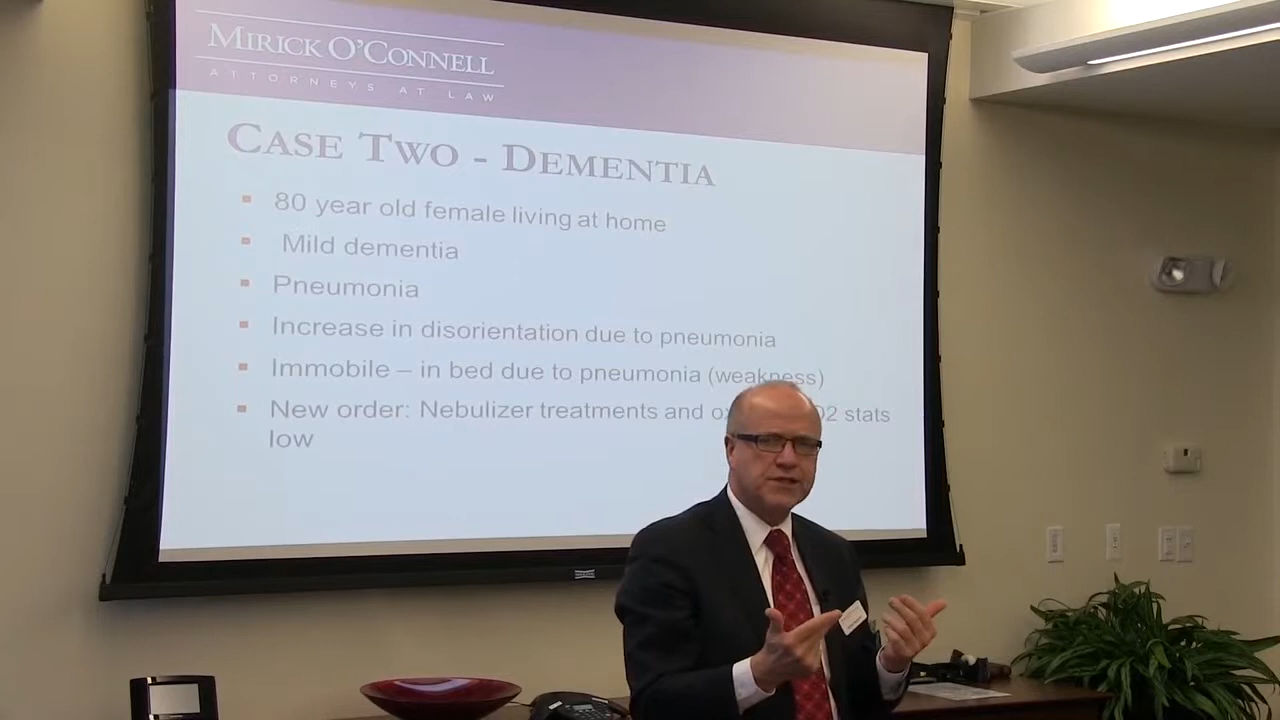 MIRICK O'CONNELL
ATTORNEYS AT LAW
CASE TWO - DEMENTIA
80 year old female living at home
Mild dementia
Pneumonia
Increase in disorientation due to pneumonia
Immobile – in bed due to pneumonia (weakness)
New order: Nebulizer treatments and O2 stats
low